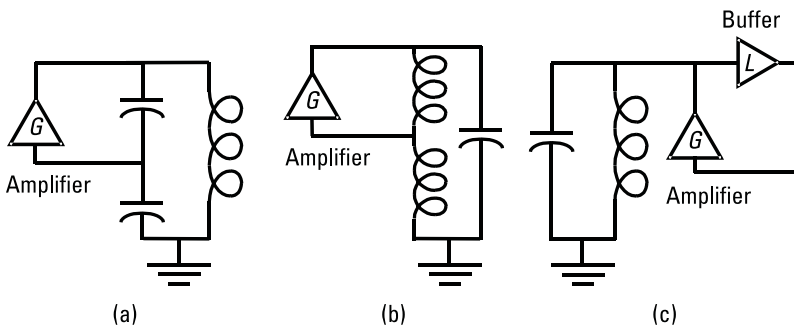 Buffer
L
G
G
G
Amplifier
Amplifier
Amplifier
(a)
(b)
(c)